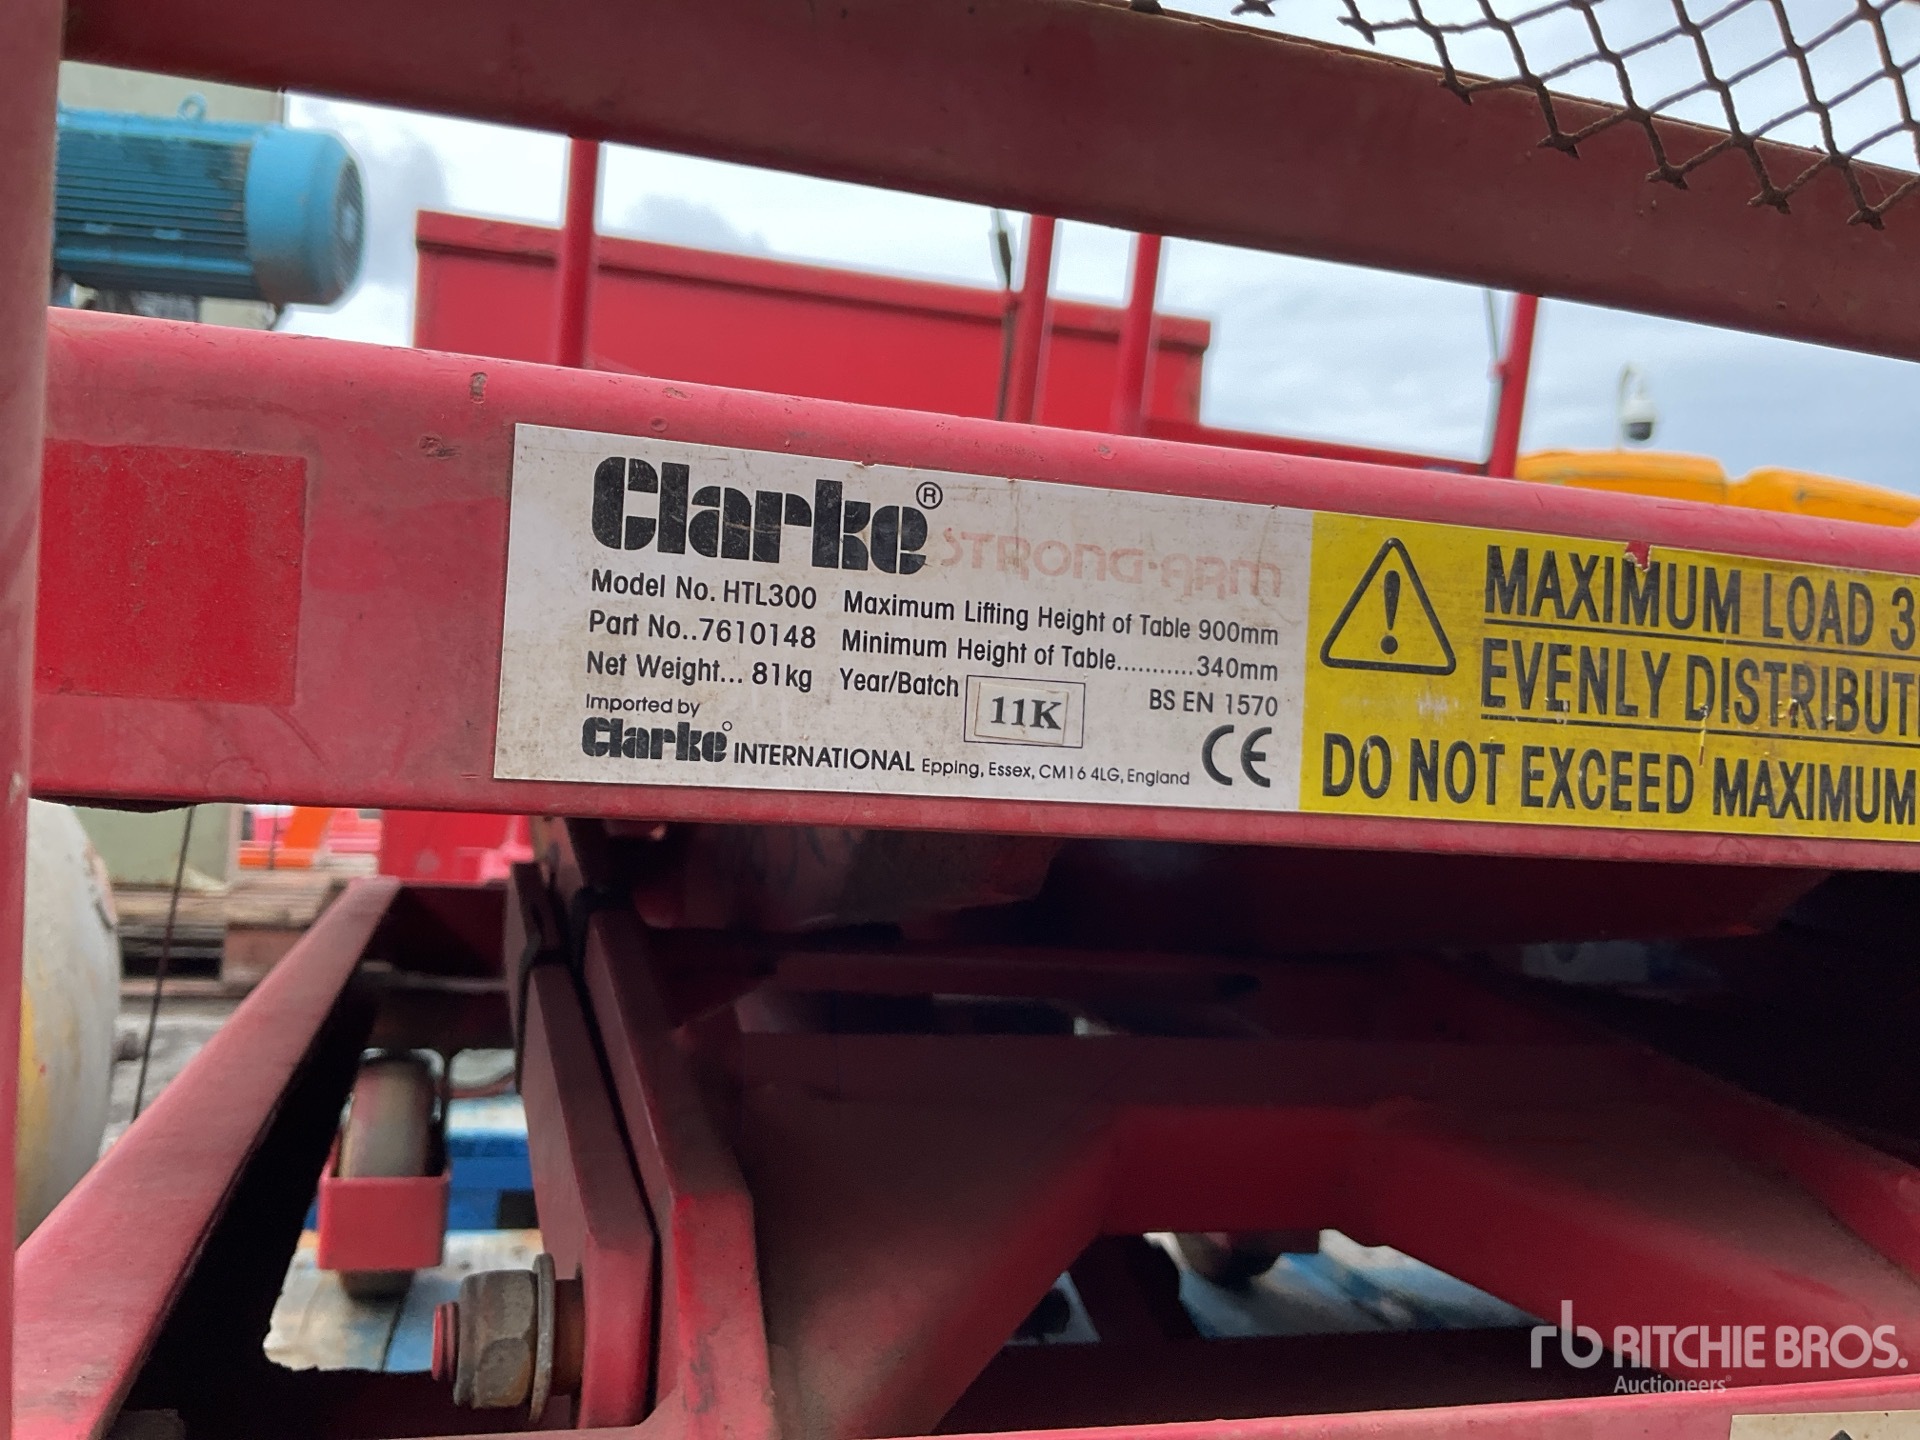 Clarke® STRONG-ARM
Model No. HTL300 Maximum Lifting Height of Table 900mm
Part No..7610148 Minimum Height of Table...........340mm
Net Weight... 81kg Year/Batch 11K BS EN 1570
Imported by
Clarke INTERNATIONAL Epping, Essex, CM16 4LG, England CE
MAXIMUM LOAD 3
EVENLY DISTRIBUT
DO NOT EXCEED MAXIMUM
rb RITCHIE BROS.
Auctioneers